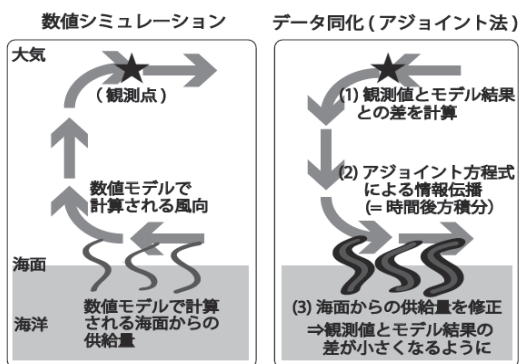 数値シミュレーション
大気
(観測点)
数値モデルで
計算される風向
海面
数値モデルで計算
される海面からの
供給量
海洋
データ同化(アジョイント法)
(1) 観測値とモデル結果
との差を計算
(2) アジョイント方程式
による情報伝播
(= 時間後方積分)
(3) 海面からの供給量を修正
⇒観測値とモデル結果の
差が小さくなるように